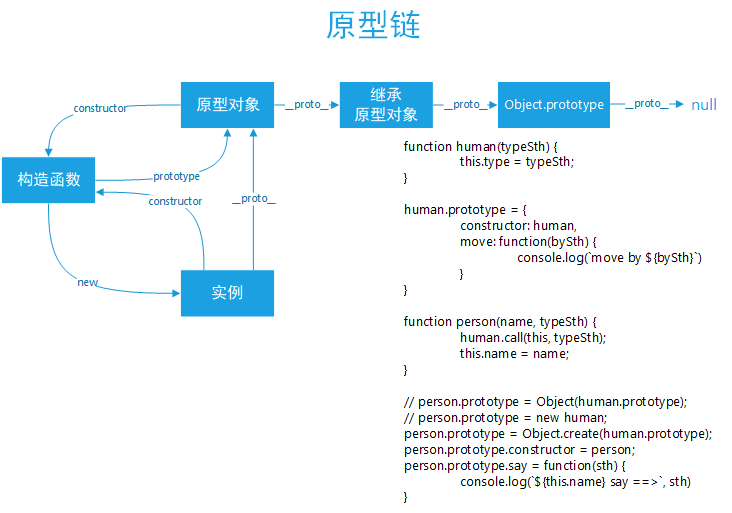 原型链
原型对象 __proto__ 继承原型对象 __proto__ Object.prototype __proto__ null
constructor
构造函数
prototype
constructor
__proto__
new
实例
function human(typeSth) {
this.type = typeSth;
}
human.prototype = {
constructor: human,
move: function(bySth) {
console.log(`move by ${bySth}`)
}
}
function person(name, typeSth) {
human.call(this, typeSth);
this.name = name;
}
// person.prototype = Object(human.prototype);
// person.prototype = new human;
person.prototype = Object.create(human.prototype);
person.prototype.constructor = person;
person.prototype.say = function(sth) {
console.log(`${this.name} say ==>`, sth)
}